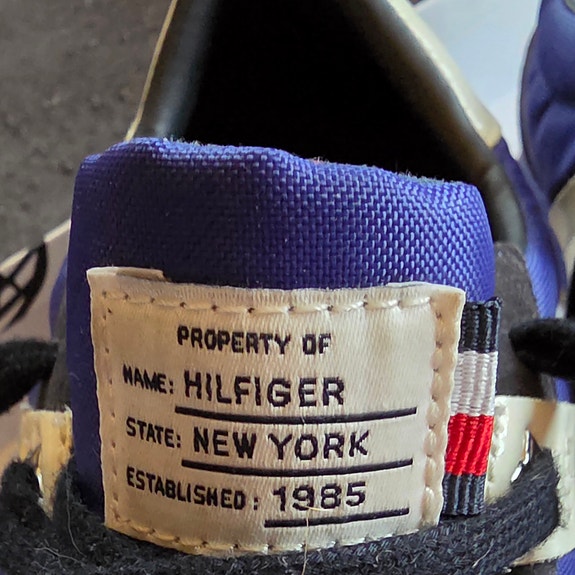 PROPERTY OF
NAME: HILFIGER
STATE: NEW YORK
ESTABLISHED: 1985